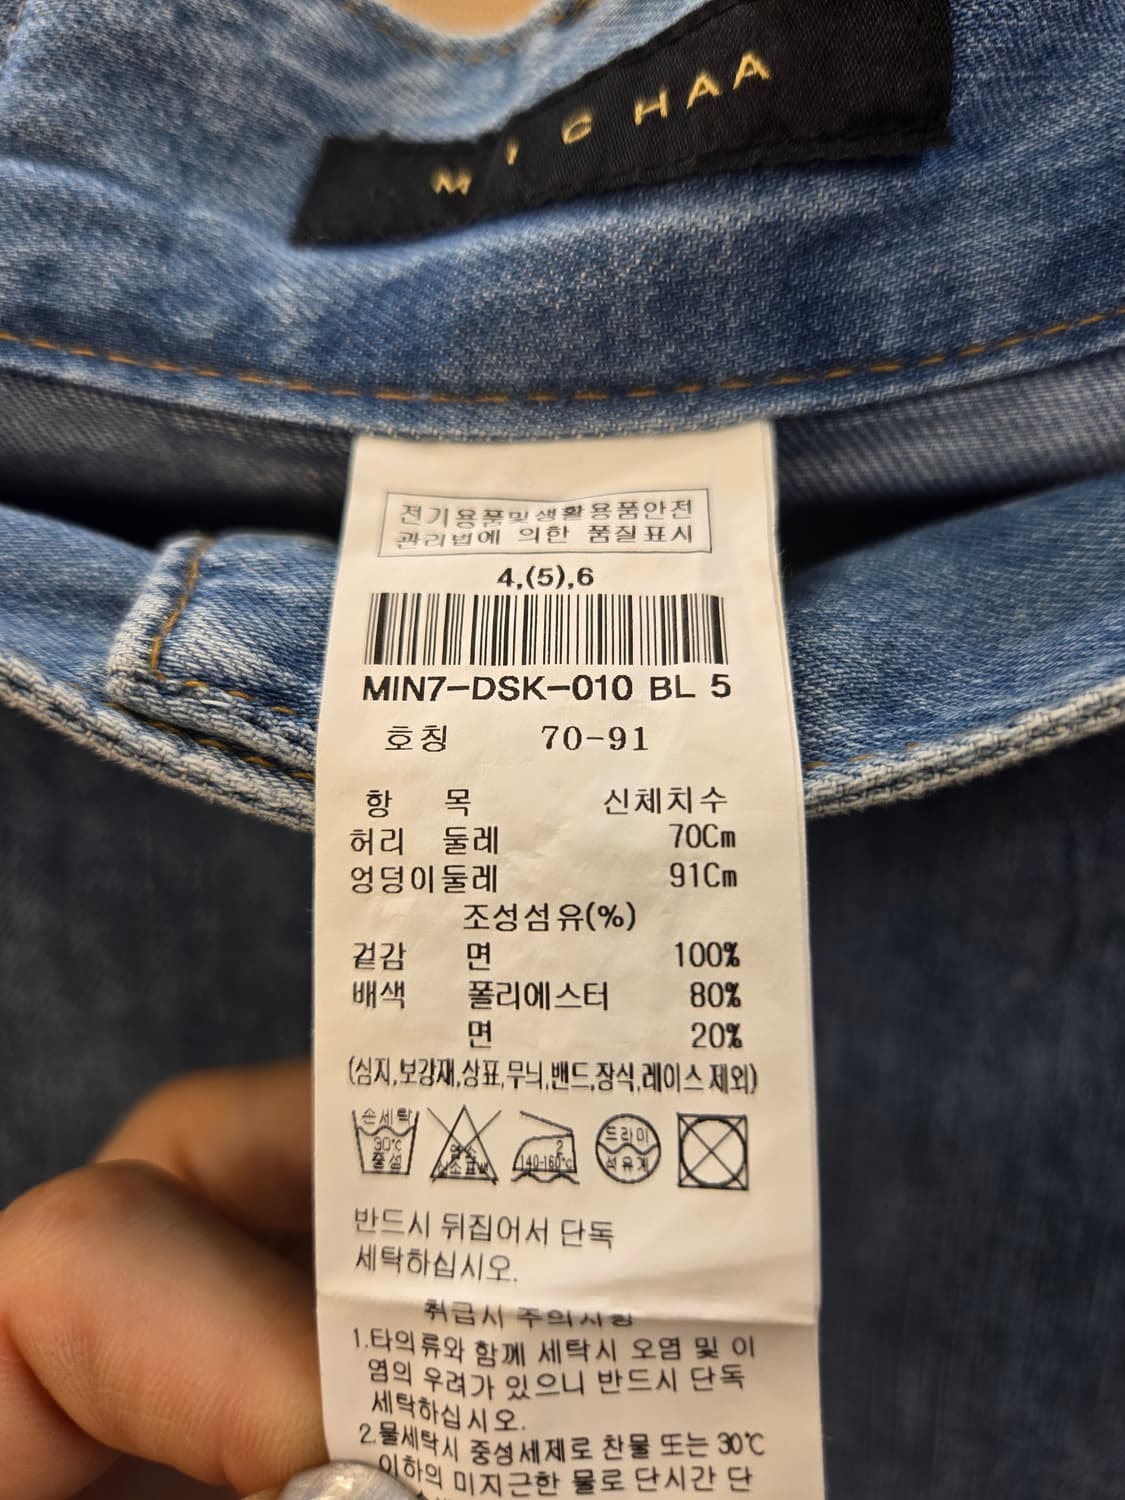 MICHAA
전기용품및생활용품안전
관리법에 의한 품질표시
4,(5),6
MIN7-DSK-010 BL 5
호칭 70-91
항 목 신체치수
허리 둘레 70Cm
엉덩이둘레 91Cm
조성섬유(%)
겉감 면 100%
배색 폴리에스터 80%
면 20%
(심지,보강재,상표,무늬,밴드,장식,레이스 제외)
손세탁
30℃
중성
염소
산소표백
2
140-160℃
드라이
석유계
반드시 뒤집어서 단독
세탁하십시오.
취급시 주의사항
1.타의류와 함께 세탁시 오염 및 이
염의 우려가 있으니 반드시 단독
세탁하십시오.
2.물세탁시 중성세제로 찬물 또는 30℃
이하의 미지근한 물로 단시간 단